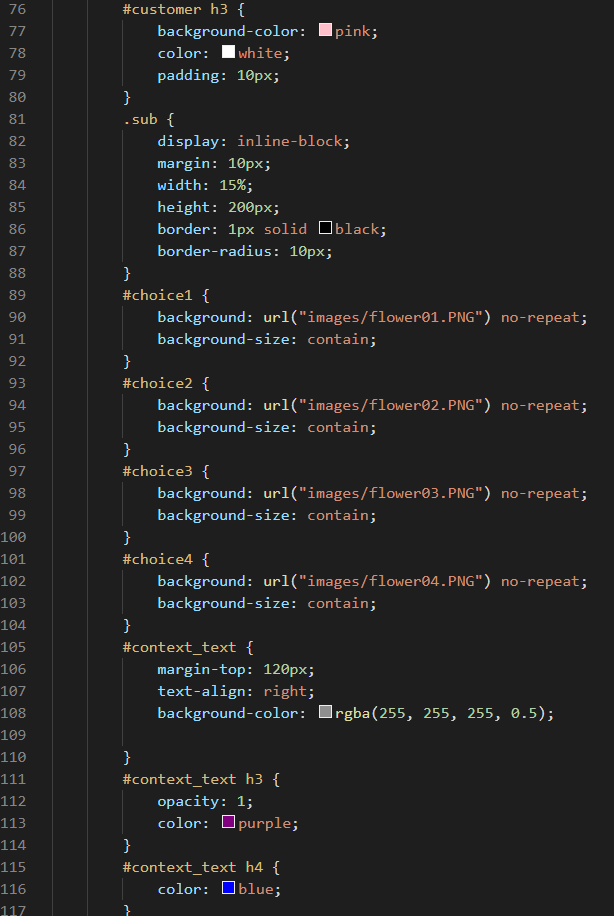 76 #customer h3 {
77 background-color: pink;
78 color: white;
79 padding: 10px;
80 }
81 .sub {
82 display: inline-block;
83 margin: 10px;
84 width: 15%;
85 height: 200px;
86 border: 1px solid black;
87 border-radius: 10px;
88 }
89 #choice1 {
90 background: url("images/flower01.PNG") no-repeat;
91 background-size: contain;
92 }
93 #choice2 {
94 background: url("images/flower02.PNG") no-repeat;
95 background-size: contain;
96 }
97 #choice3 {
98 background: url("images/flower03.PNG") no-repeat;
99 background-size: contain;
100 }
101 #choice4 {
102 background: url("images/flower04.PNG") no-repeat;
103 background-size: contain;
104 }
105 #context_text {
106 margin-top: 120px;
107 text-align: right;
108 background-color: rgba(255, 255, 255, 0.5);
109
110 }
111 #context_text h3 {
112 opacity: 1;
113 color: purple;
114 }
115 #context_text h4 {
116 color: blue;
117 }